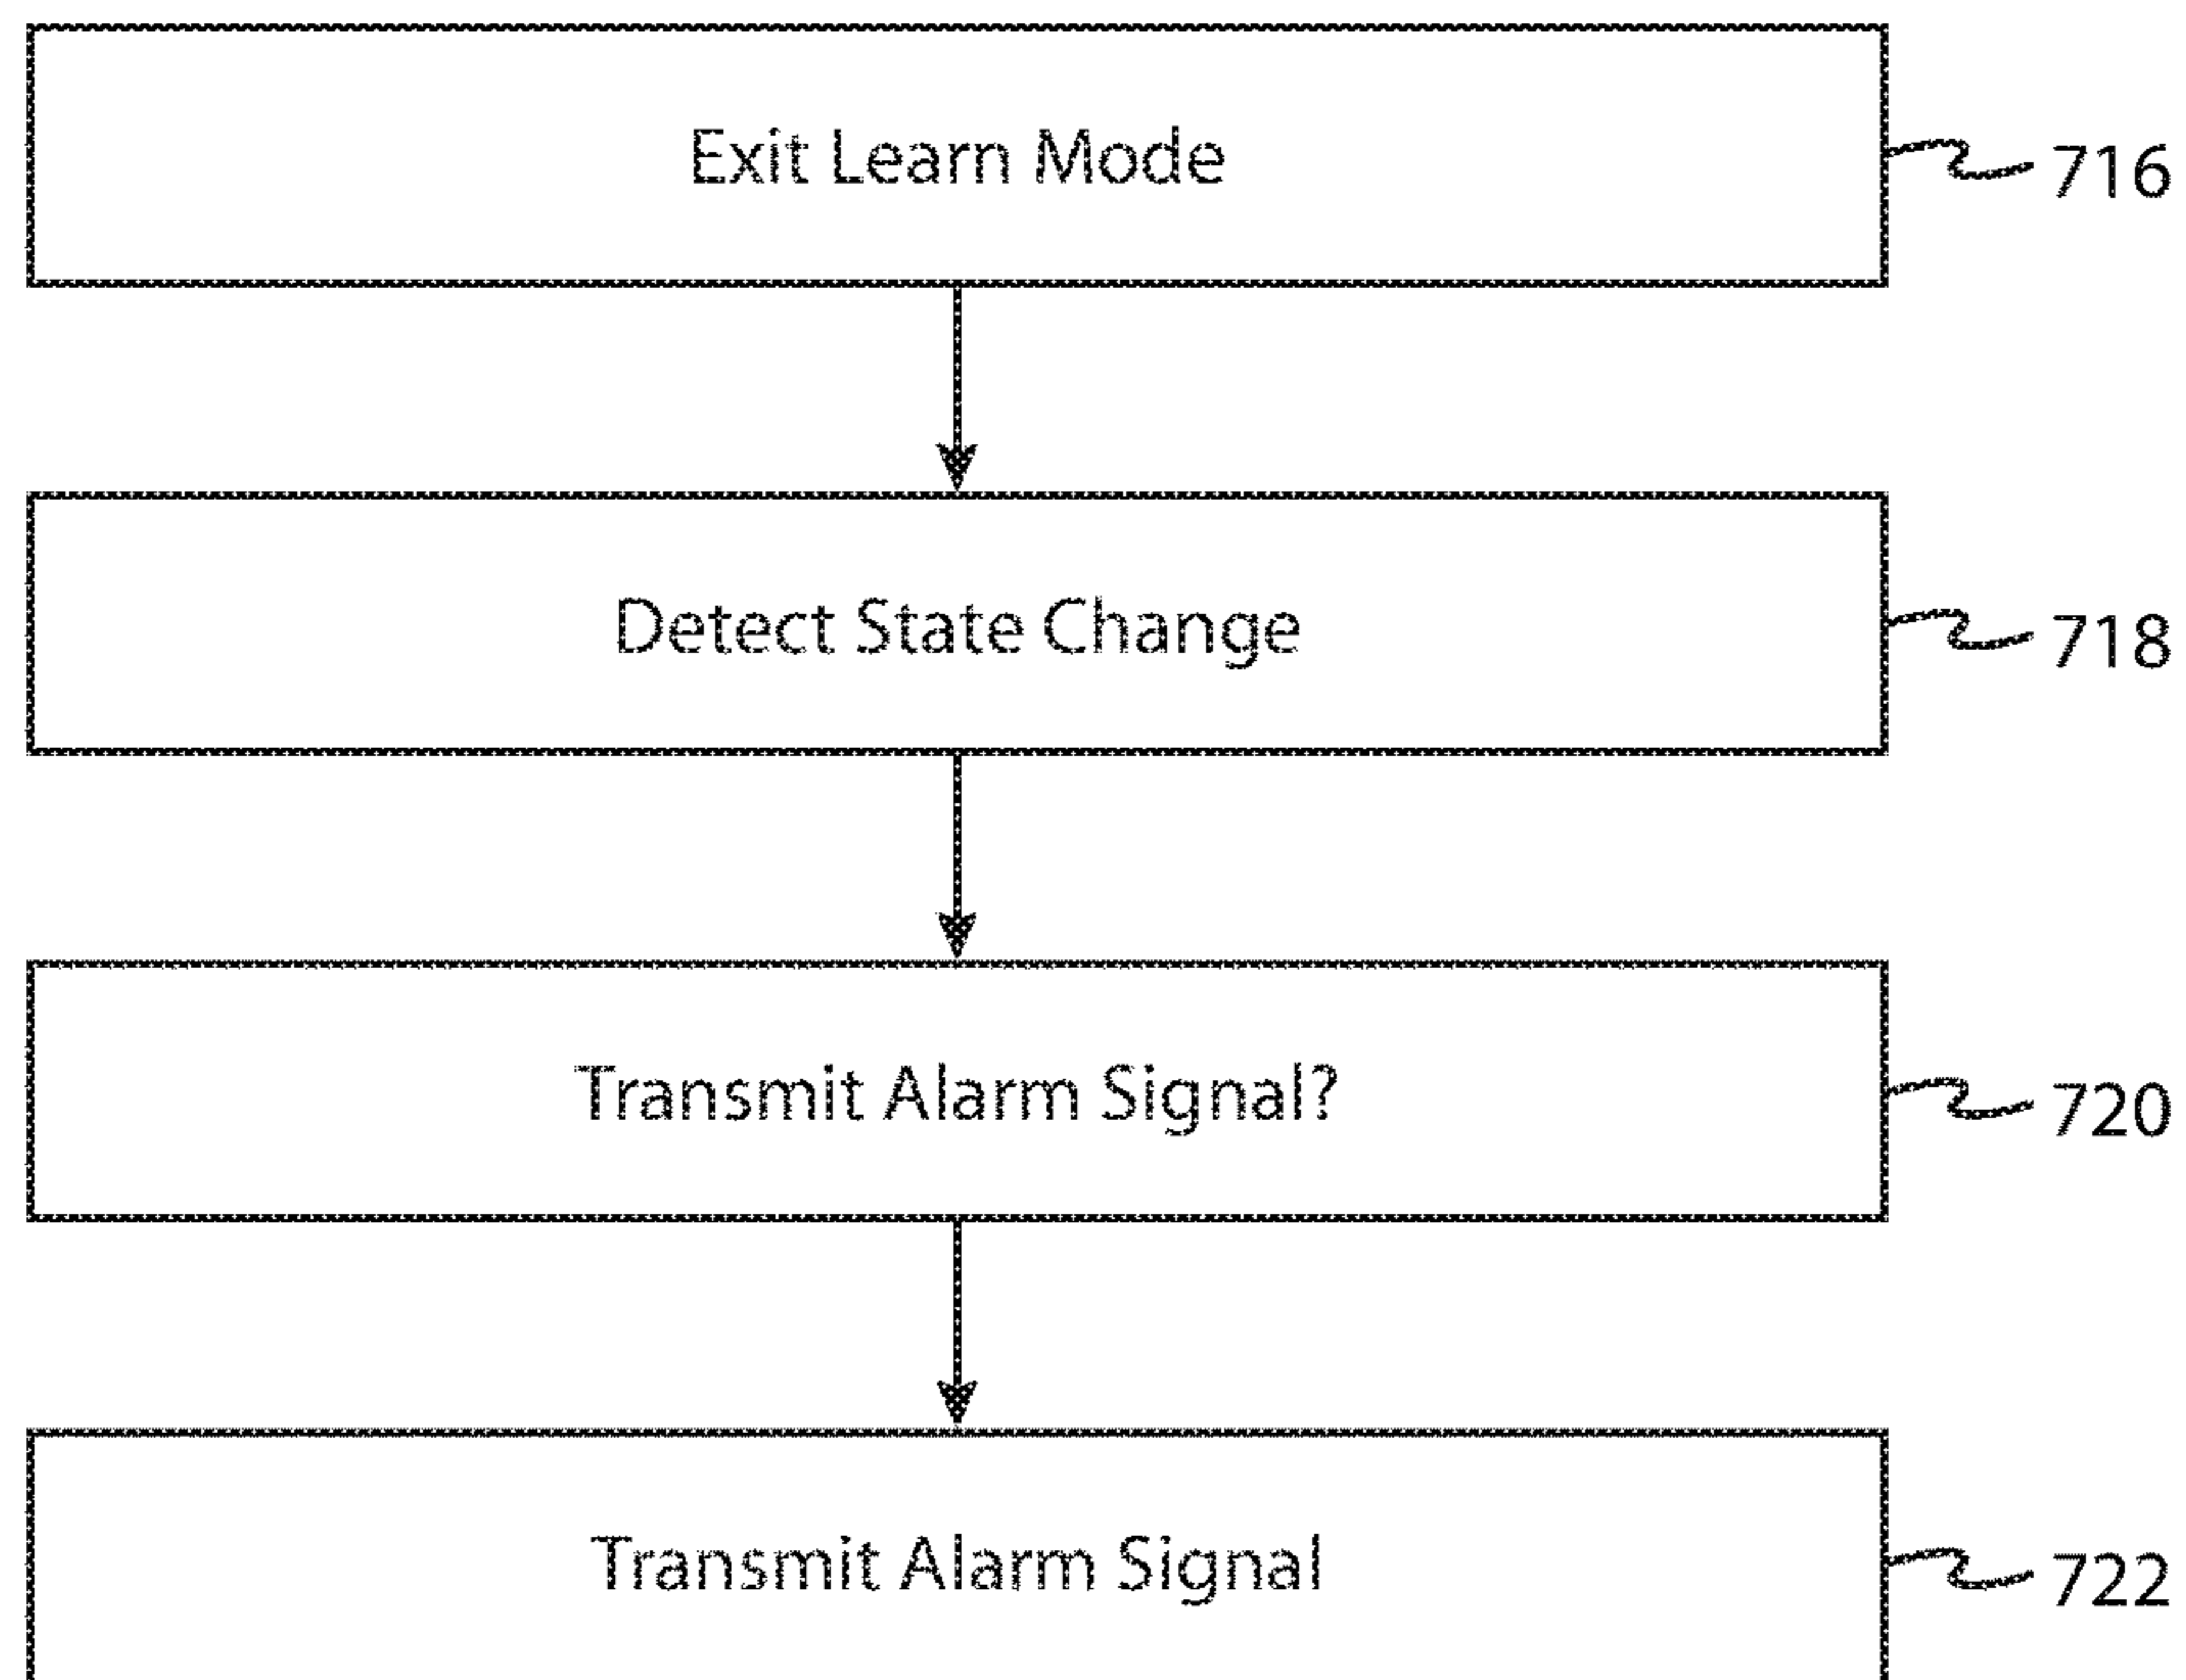 Exit Learn Mode
716
Detect State Change
718
Transmit Alarm Signal?
720
Transmit Alarm Signal
722